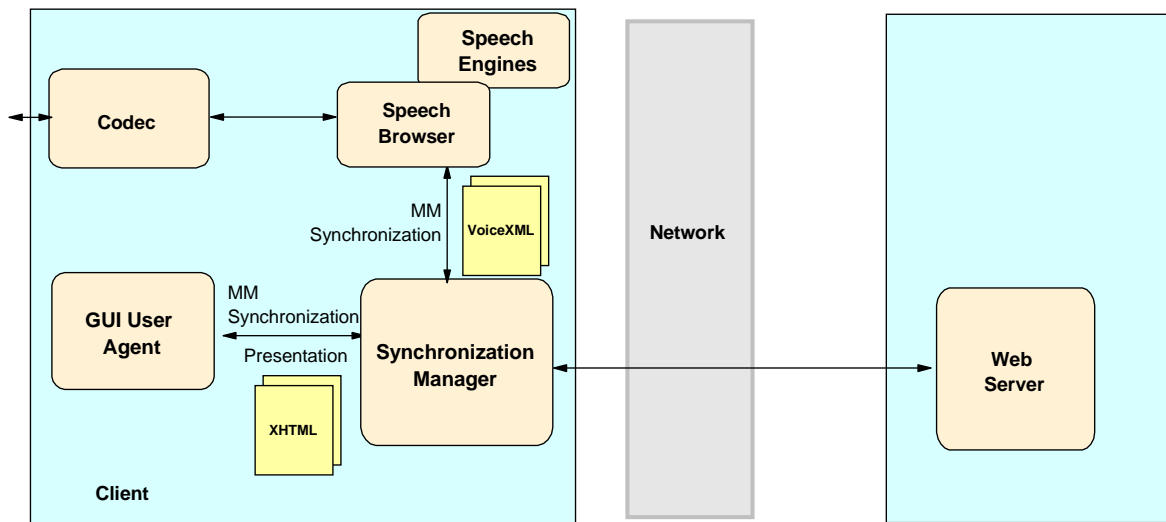 Speech
Engines
Codec
Speech
Browser
MM
Synchronization
VoiceXML
Network
GUI User
Agent
MM
Synchronization
Presentation
XHTML
Synchronization
Manager
Web
Server
Client